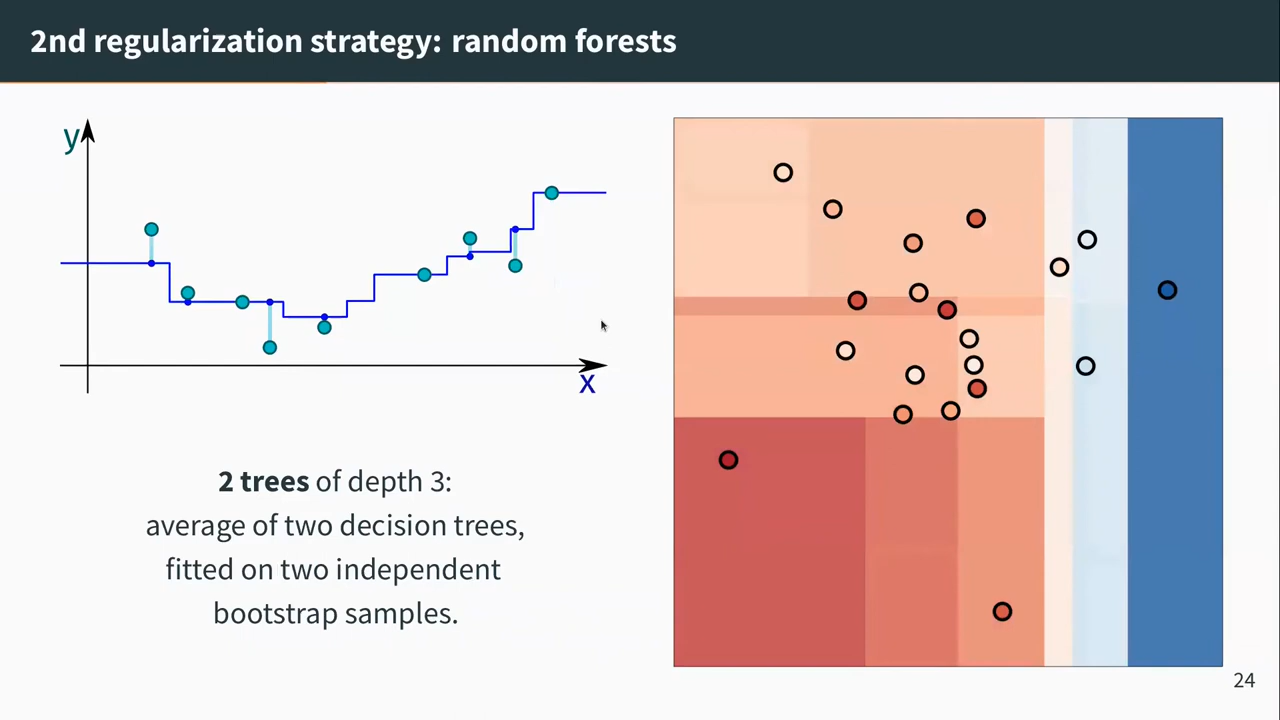 2nd regularization strategy: random forests
y
x
2 trees of depth 3:
average of two decision trees,
fitted on two independent
bootstrap samples.
24